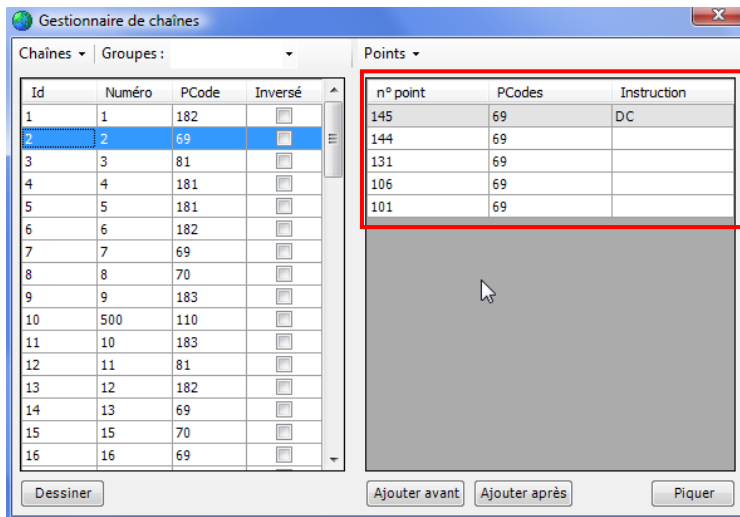 Gestionnaire de chaînes
Chaînes Groupes :
Id Numéro PCode Inversé
1 1 182
2 2 69
3 3 81
4 4 181
5 5 181
6 6 182
7 7 69
8 8 70
9 9 183
10 500 110
11 10 183
12 11 81
13 12 182
14 13 69
15 15 70
16 16 69
Dessiner
Points
n° point PCodes Instruction
145 69 DC
144 69
131 69
106 69
101 69
Ajouter avant Ajouter après Piquer